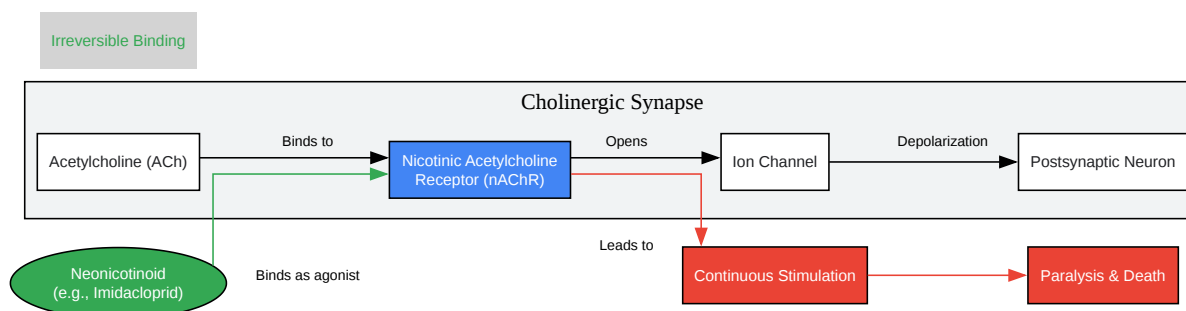 Irreversible Binding
Cholinergic Synapse
Acetylcholine (ACh)
Binds to
Nicotinic Acetylcholine
Receptor (nAChR)
Opens
Ion Channel
Depolarization
Postsynaptic Neuron
Neonicotinoid
(e.g., Imidacloprid)
Binds as agonist
Leads to
Continuous Stimulation
Paralysis & Death